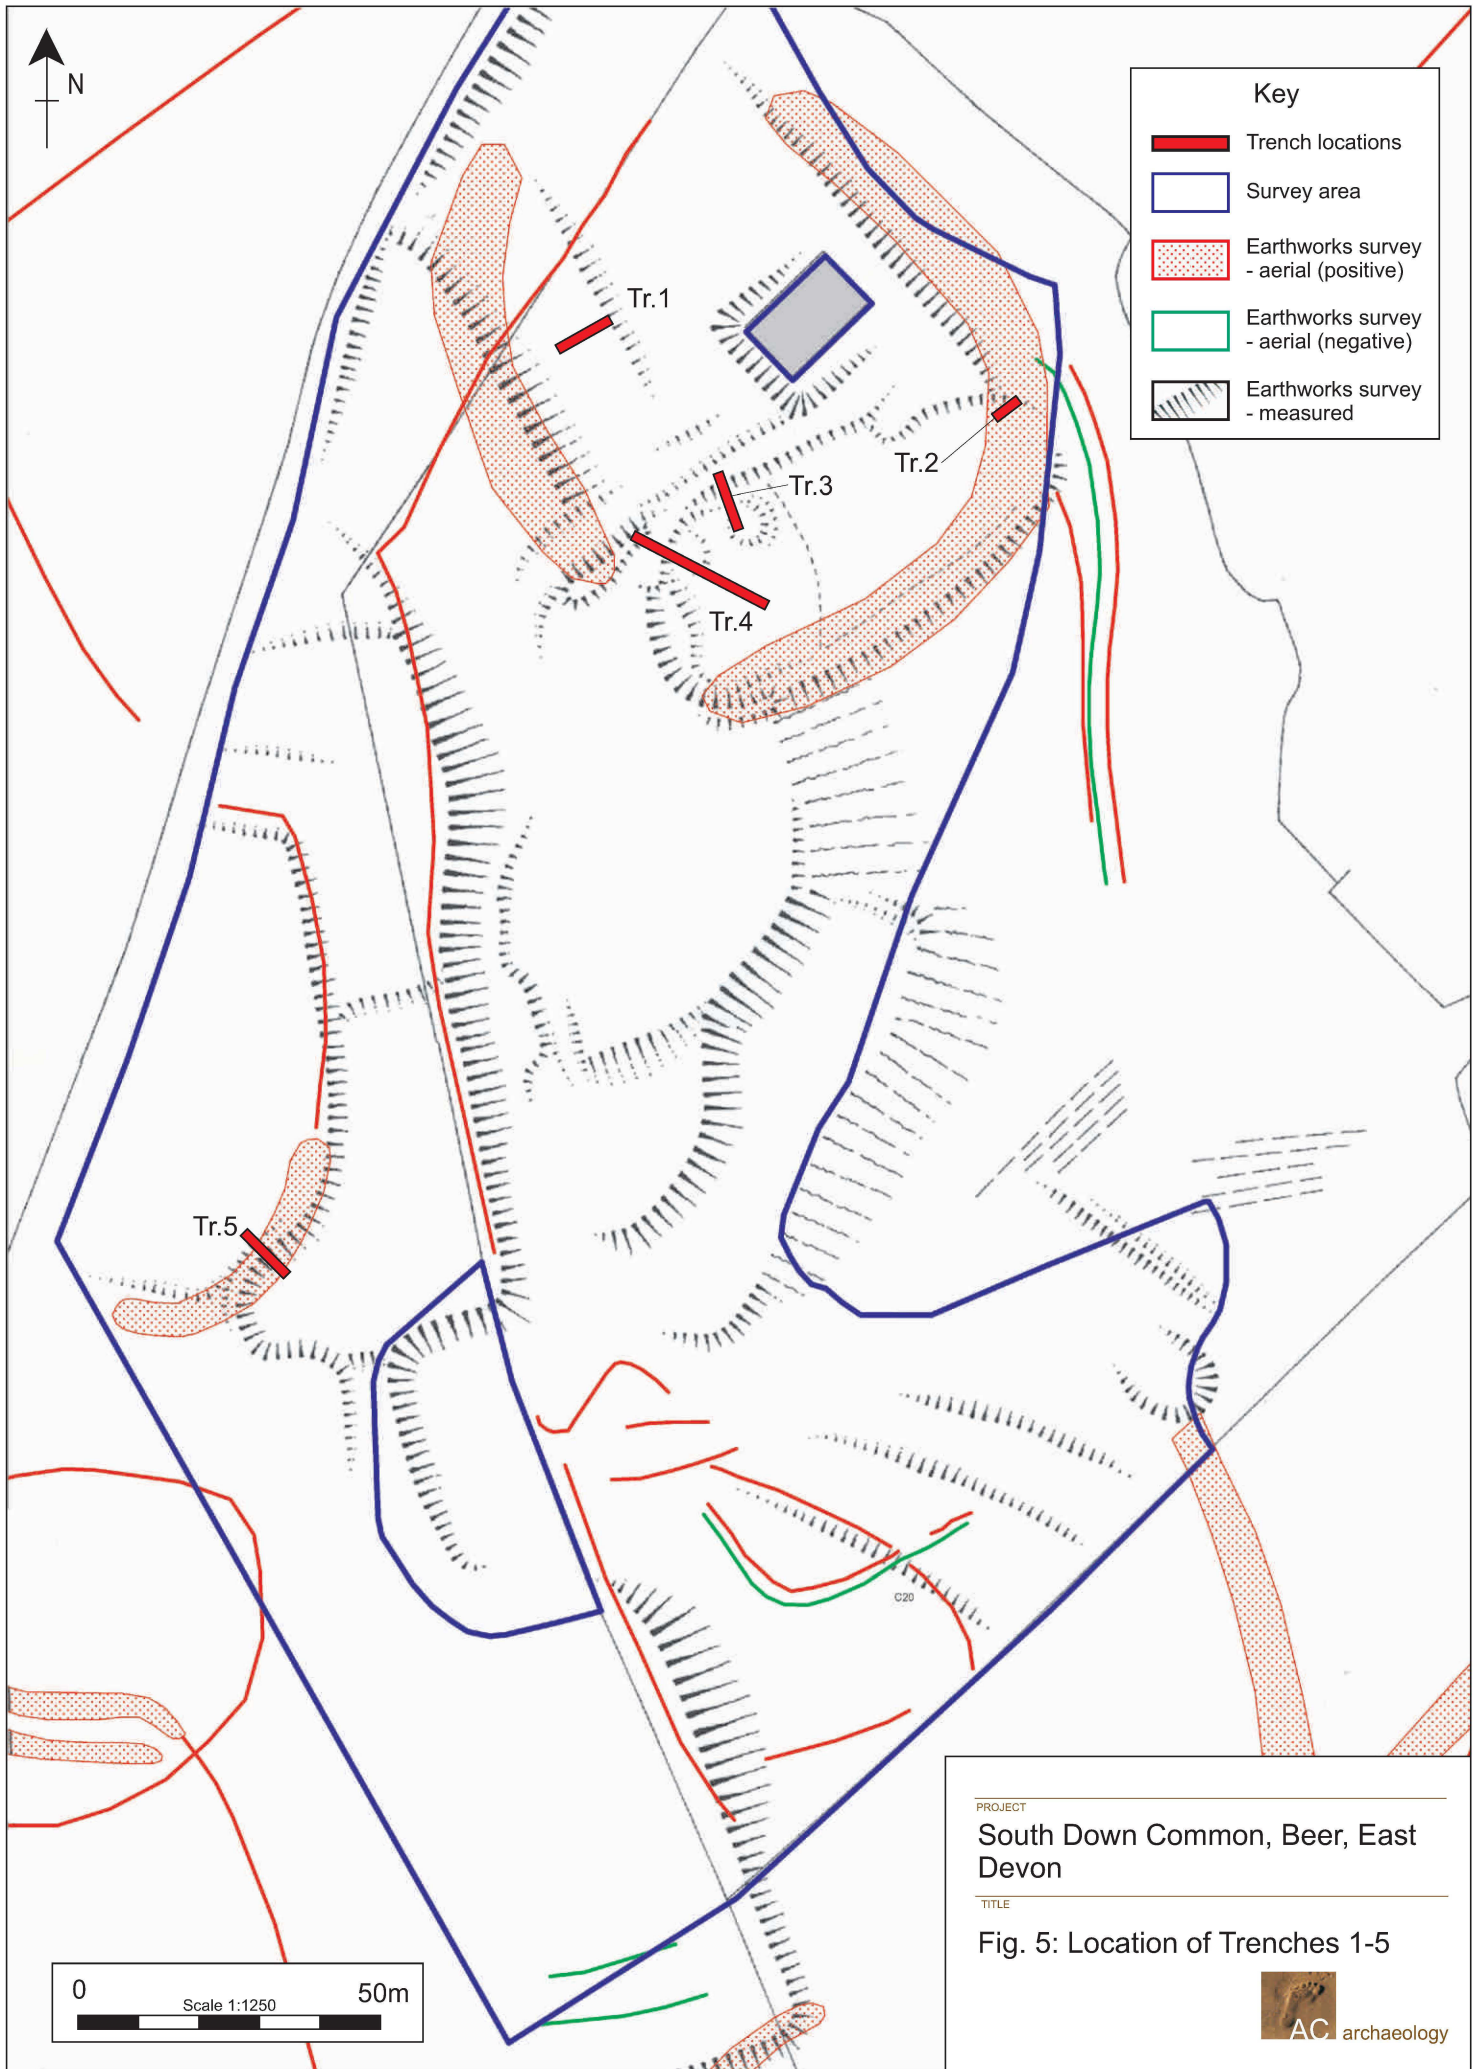 N
Key
Trench locations
Survey area
Earthworks survey
- aerial (positive)
Earthworks survey
- aerial (negative)
Earthworks survey
- measured
Tr.1
Tr.2
Tr.3
Tr.4
Tr.5
C20
0
50m
Scale 1:1250
PROJECT
South Down Common, Beer, East
Devon
TITLE
Fig. 5: Location of Trenches 1-5
AC archaeology